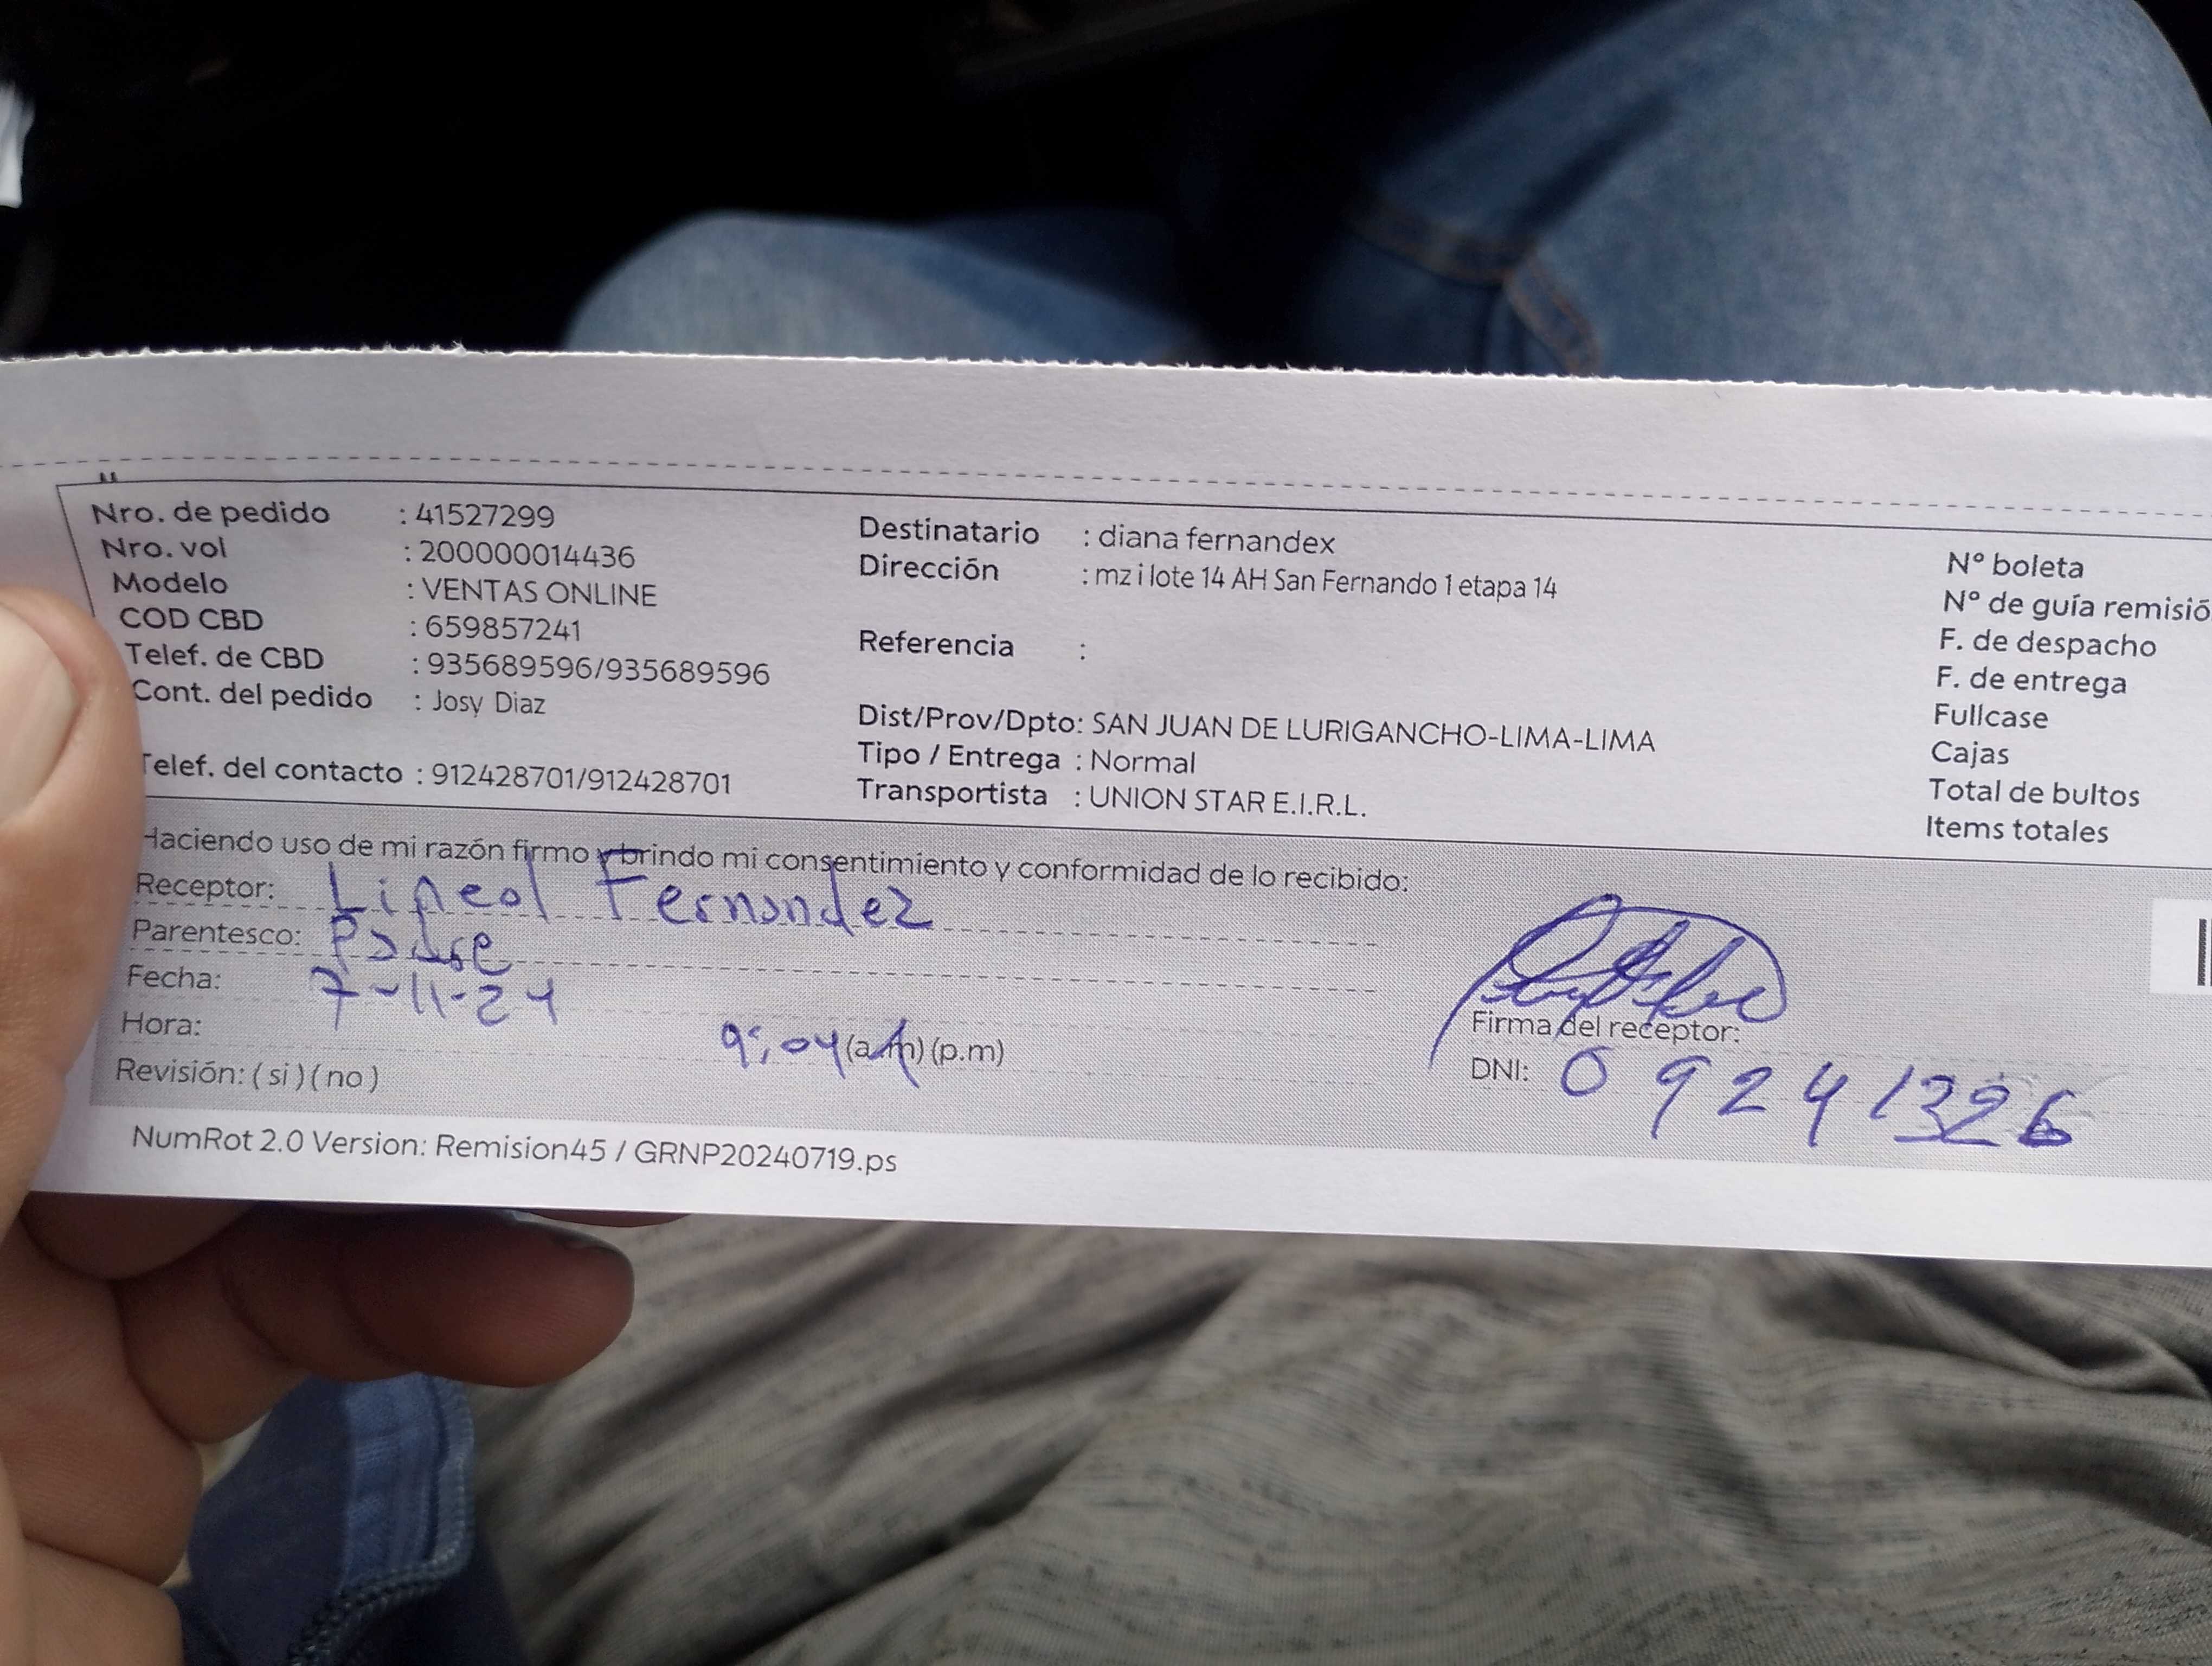 Nro. de pedido : 41527299
Nro. vol : 200000014436
Modelo : VENTAS ONLINE
COD CBD : 659857241
Telef. de CBD : 935689596/935689596
Cont. del pedido : Josy Diaz
Telef. del contacto : 912428701/912428701
Destinatario : diana fernandex
Dirección : mz i lote 14 AH San Fernando 1 etapa 14
Referencia :
Dist/Prov/Dpto: SAN JUAN DE LURIGANCHO-LIMA-LIMA
Tipo / Entrega : Normal
Transportista : UNION STAR E.I.R.L.
N° boleta
N° de guía remisió
F. de despacho
F. de entrega
Fullcase
Cajas
Total de bultos
Items totales
Haciendo uso de mi razón firmo y brindo mi consentimiento y conformidad de lo recibido:
Receptor: Fernandez
Parentesco: Padre
Fecha: 7-11-24
Hora: 9:04 (a.m) (p.m)
Revisión: (si) (no)
Firma del receptor:
DNI: 09241326
NumRot 2.0 Version: Remision45 / GRNP20240719.ps